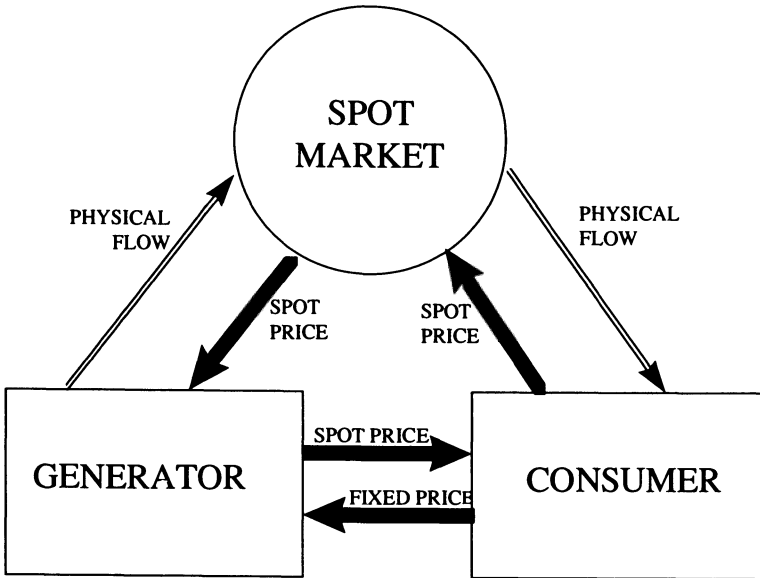 SPOT
MARKET
PHYSICAL
FLOW
PHYSICAL
FLOW
SPOT
PRICE
SPOT
PRICE
SPOT PRICE
GENERATOR
CONSUMER
FIXED PRICE